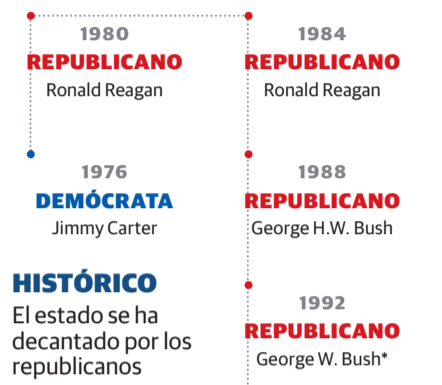 1980
REPUBLICANO
Ronald Reagan
1984
REPUBLICANO
Ronald Reagan
1976
DEMÓCRATA
Jimmy Carter
1988
REPUBLICANO
George H.W. Bush
HISTÓRICO
El estado se ha
decantado por los
republicanos
1992
REPUBLICANO
George W. Bush*